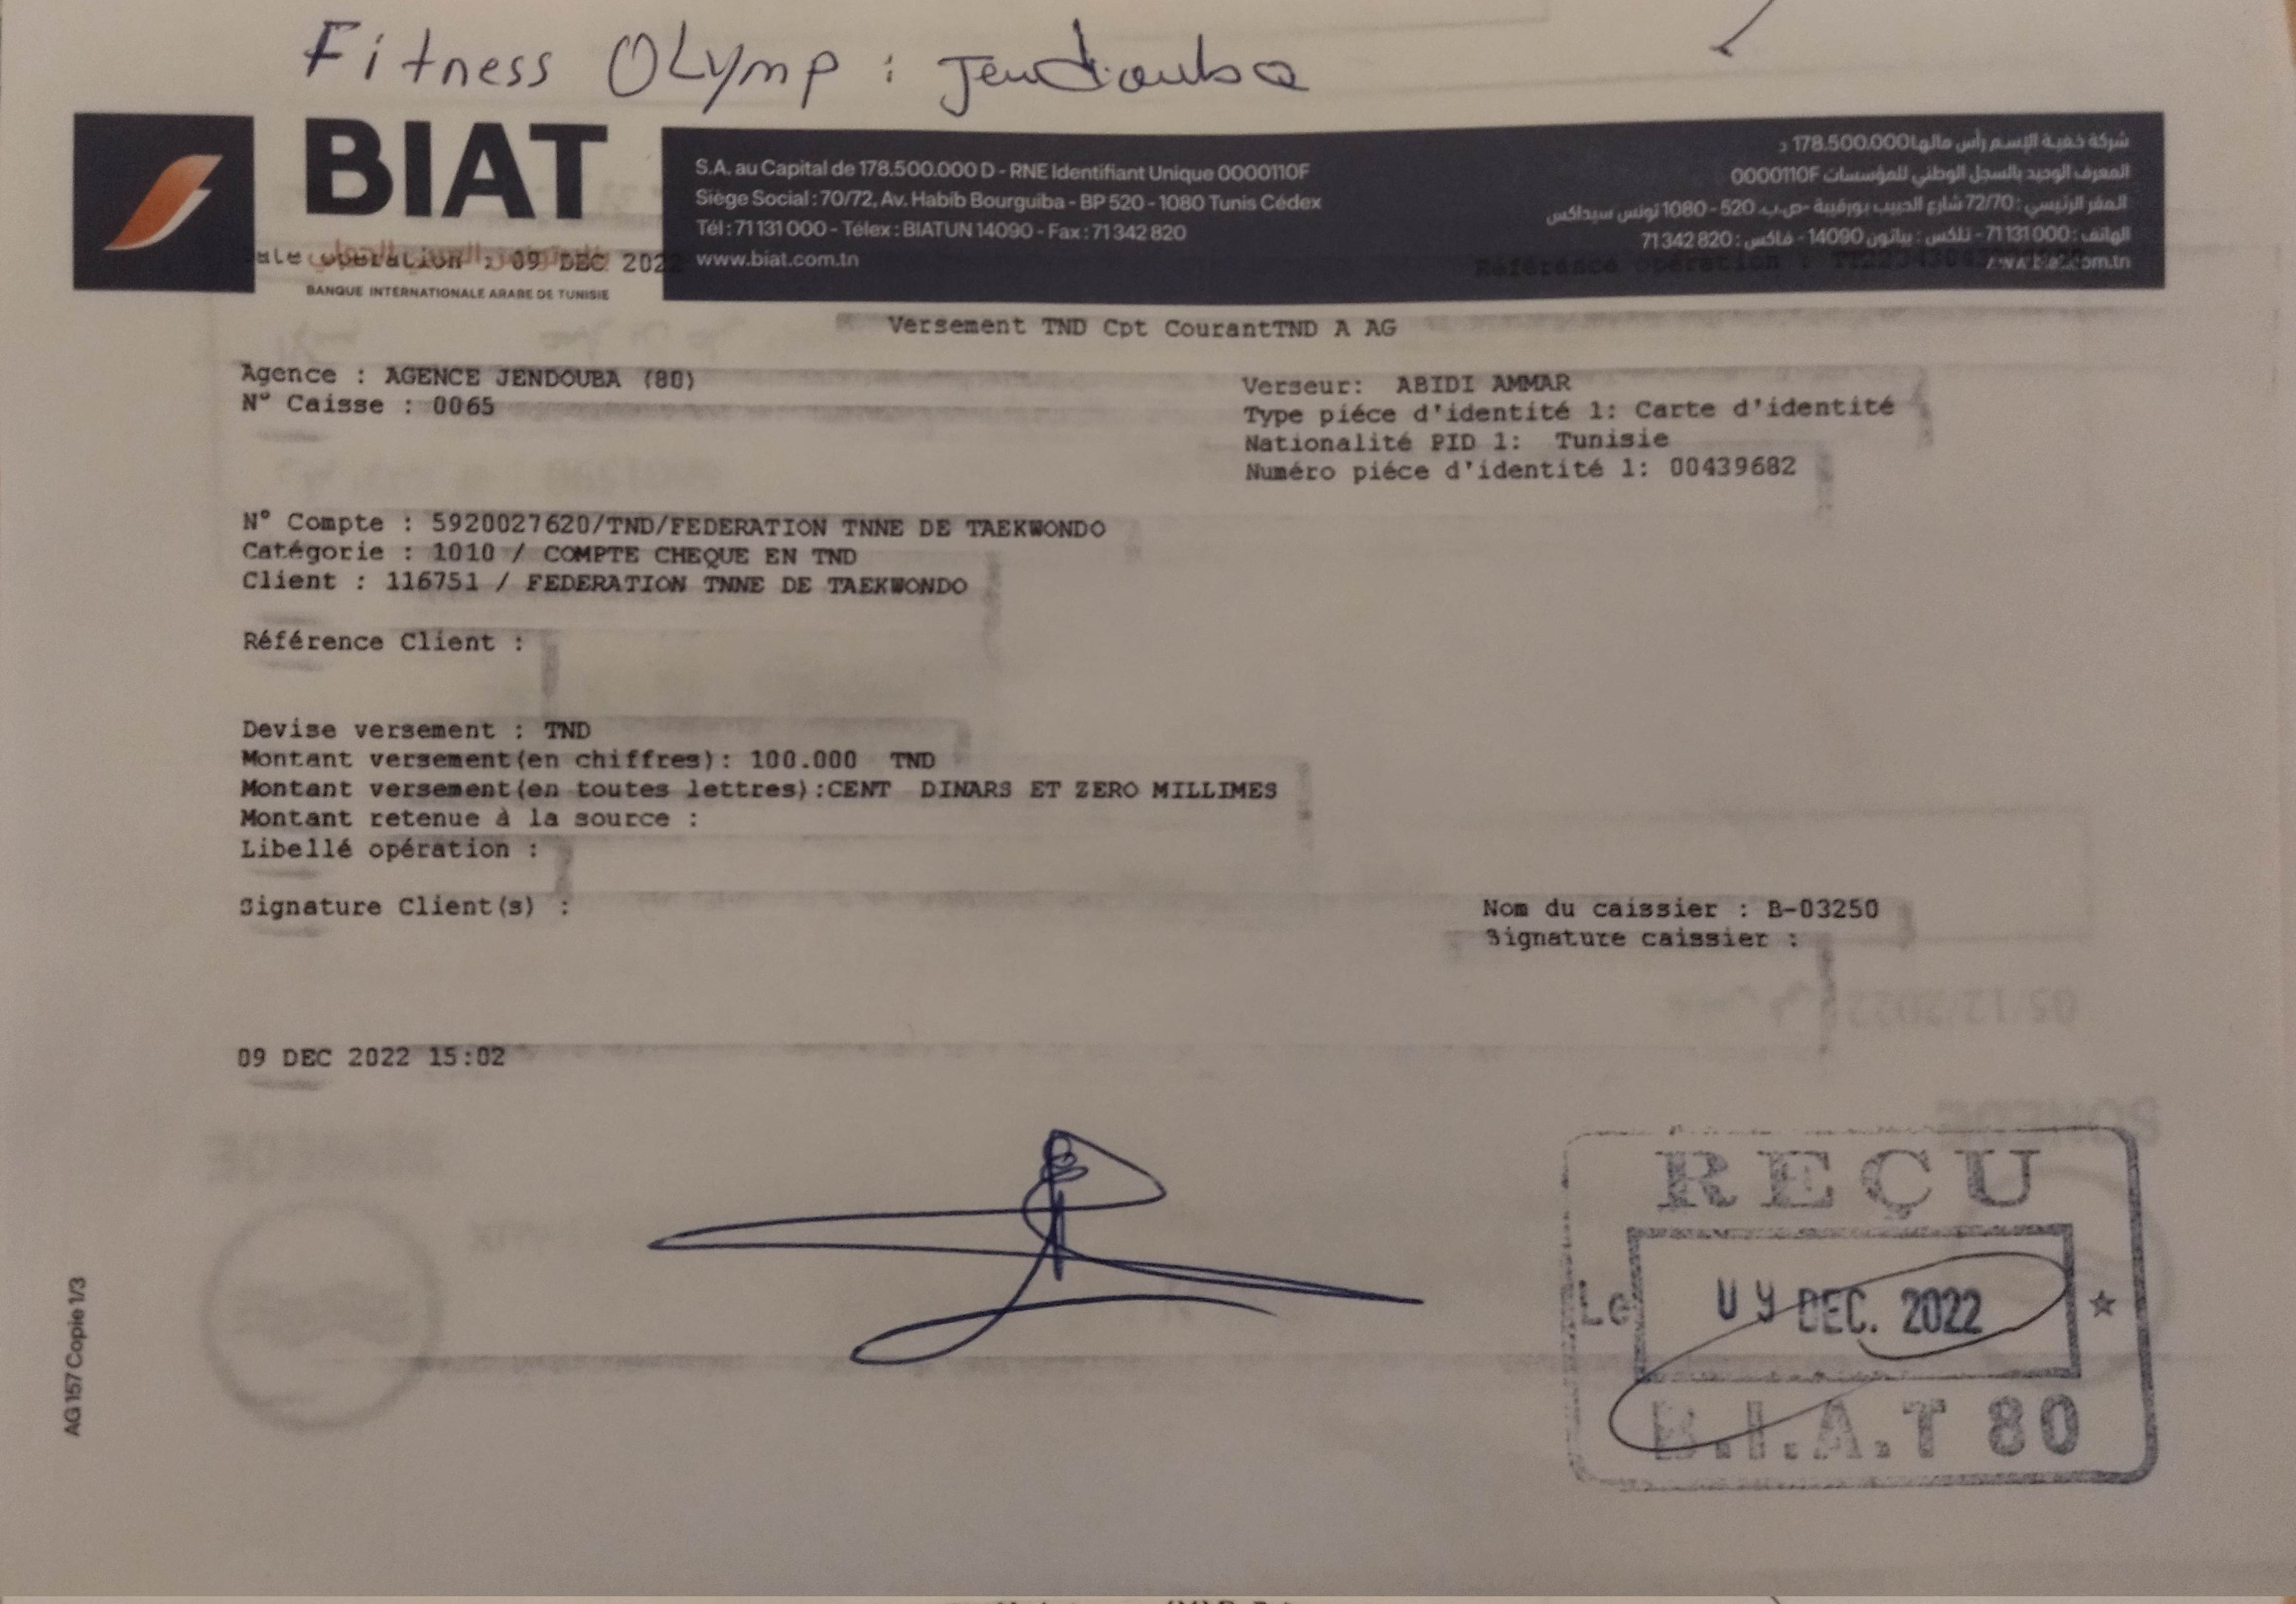 Fitness OLymp : Jendouba
BIAT
BANQUE INTERNATIONALE ARABE DE TUNISIE
S.A. au Capital de 178.500.000 D - RNE Identifiant Unique 0000110F
Siège Social : 70/72, Av. Habib Bourguiba - BP 520 - 1080 Tunis Cédex
Tél : 71 131 000 - Télex : BIATUN 14090 - Fax : 71 342 820
www.biat.com.tn
شركة خفية الإسم رأس مالها 178.500.000 د
المعرف الوحيد بالسجل الوطني للمؤسسات 0000110F
المقر الرئيسي : 72/70 شارع الحبيب بورقيبة -ص.ب 520 - 1080 تونس سيداكس
الهاتف : 71 131 000 - تلكس : بياتون 14090 - فاكس : 71 342 820
Date opération : 09 DEC 2022
Référence opération :
Versement TND Cpt CourantTND A AG
Agence : AGENCE JENDOUBA (80)
N° Caisse : 0065
Verseur: ABIDI AMMAR
Type piéce d'identité 1: Carte d'identité
Nationalité PID 1: Tunisie
Numéro piéce d'identité 1: 00439682
N° Compte : 5920027620/TND/FEDERATION TNNE DE TAEKWONDO
Catégorie : 1010 / COMPTE CHEQUE EN TND
Client : 116751 / FEDERATION TNNE DE TAEKWONDO
Référence Client :
Devise versement : TND
Montant versement(en chiffres): 100.000 TND
Montant versement(en toutes lettres):CENT DINARS ET ZERO MILLIMES
Montant retenue à la source :
Libellé opération :
Signature Client(s) :
Nom du caissier : B-03250
Signature caissier :
09 DEC 2022 15:02
REÇU
Le 09 DEC. 2022
B.I.A.T 80
AG 157 Copie 1/3